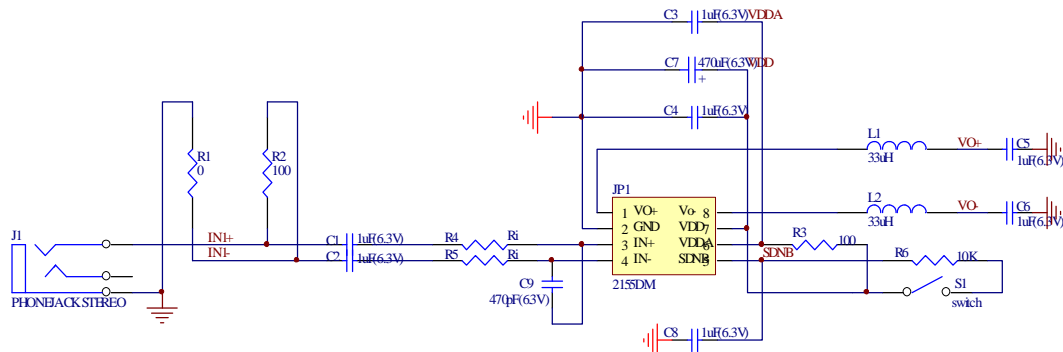 C3 1uF(6.3V) VDDA
C7 470uF(6.3V) VDD
+
C4 1uF(6.3V)
L1
33uH
VO+
C5
1uF(6.3V)
R1
0
R2
100
JP1
L2
33uH
VO-
C6
1uF(6.3V)
1 VO+ Vo- 8
2 GND VDD 7
3 IN+ VDDA 6
4 IN- SDNB 5
2155DM
J1
PHONEJACK STEREO
IN1+
IN1-
C1 1uF(6.3V)
C2 1uF(6.3V)
R4 Ri
R5 Ri
C9
470pF(6.3V)
R3
100
SDNB
R6
10K
S1
switch
C8 1uF(6.3V)